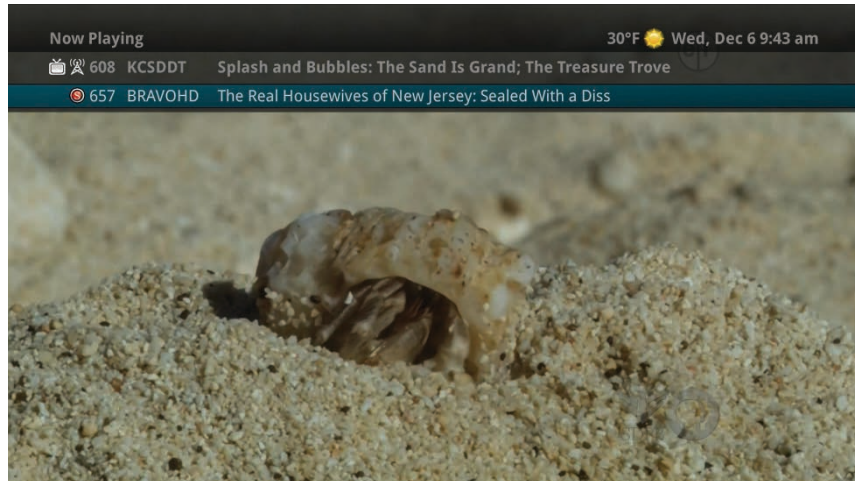 Now Playing 30°F Wed, Dec 6 9:43 am
608 KCSDDT Splash and Bubbles: The Sand Is Grand; The Treasure Trove
S 657 BRAVOHD The Real Housewives of New Jersey: Sealed With a Diss